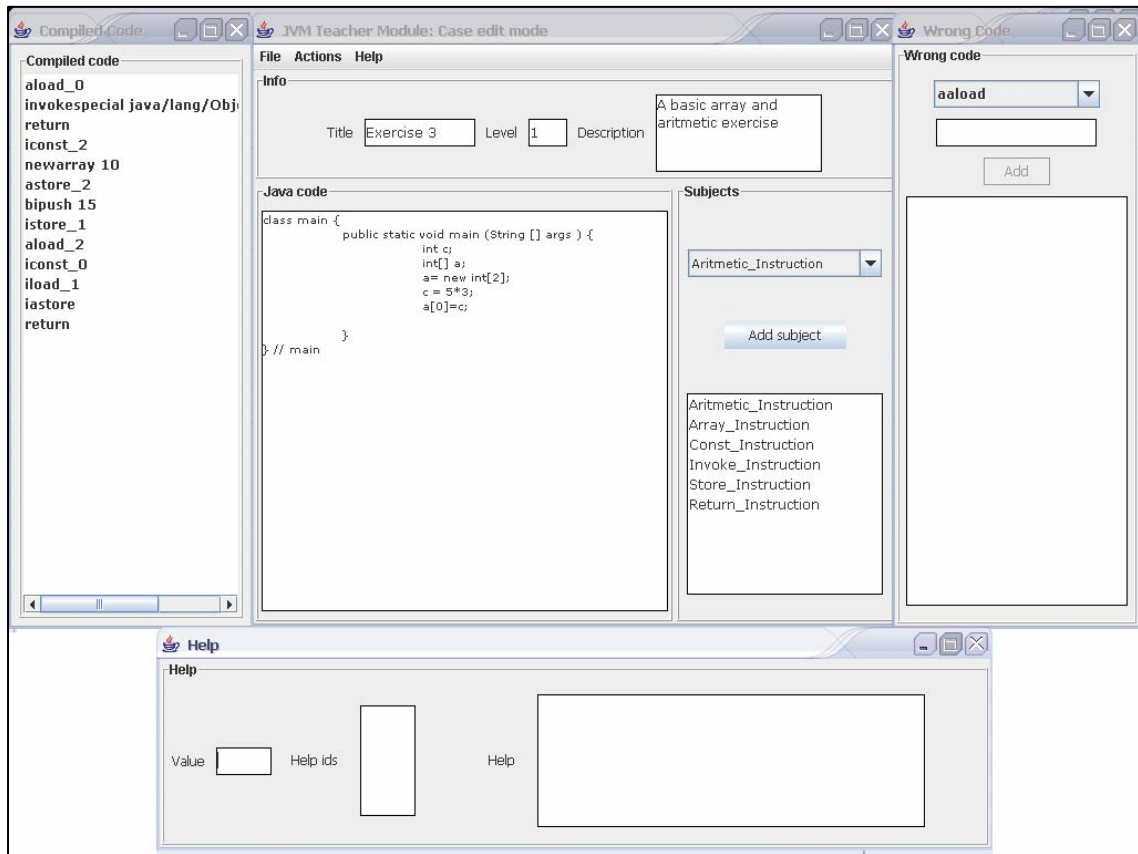 Compiled Code
Compiled code
aload_0
invokespecial java/lang/Obj
return
iconst_2
newarray 10
astore_2
bipush 15
istore_1
aload_2
iconst_0
iload_1
iastore
return
JVM Teacher Module: Case edit mode
File Actions Help
Info
Title Exercise 3 Level 1 Description
A basic array and
aritmetic exercise
Java code
class main {
public static void main (String [] args ) {
int c;
int[] a;
a= new int[2];
c = 5*3;
a[0]=c;
}
} // main
Subjects
Aritmetic_Instruction
Add subject
Aritmetic_Instruction
Array_Instruction
Const_Instruction
Invoke_Instruction
Store_Instruction
Return_Instruction
Wrong Code
Wrong code
aaload
Add
Help
Help
Value Help ids Help